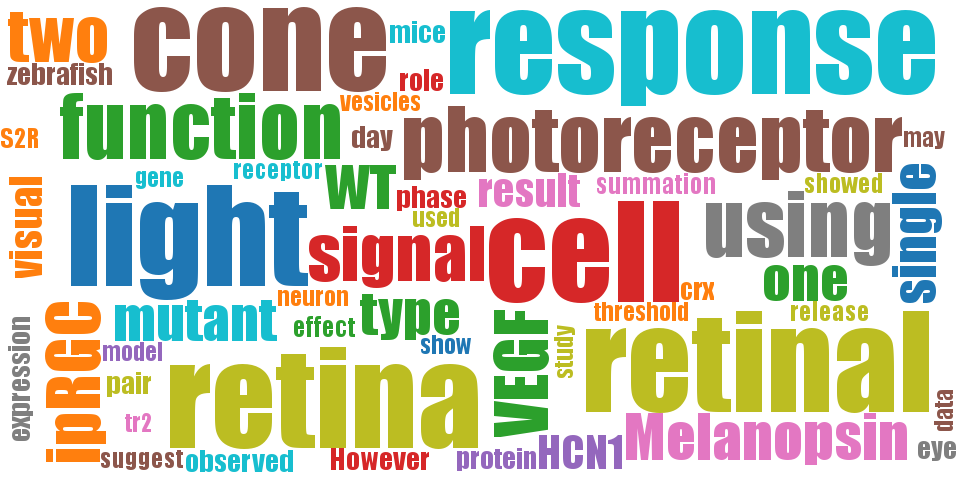 two
cone
mice
response
zebrafish
role
vesicles
function
S2R
day
photoreceptor
may
gene
receptor
WT
phase
result
summation
showed
single
visual
light
used
signal
cell
using
one
crx
neuron
threshold
release
mutant
effect
type
show
expression
ipRGC
model
pair
retina
VEGF
study
retinal
tr2
data
suggest
observed
However
protein
HCN1
Melanopsin
eye